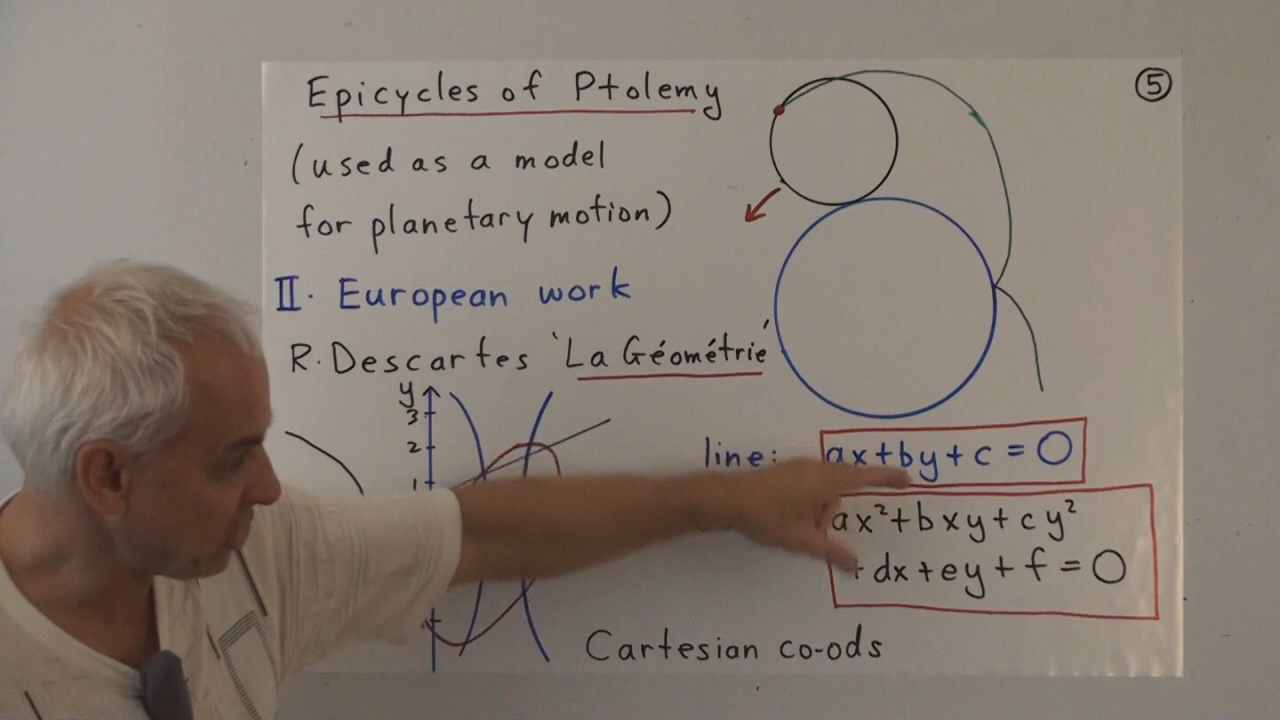 Epicycles of Ptolemy
⑤
(used as a model
for planetary motion)
II. European work
R. Descartes 'La Géométrie'
y
3
2
1
line: ax+by+c=0
ax²+bxy+cy²
+dx+ey+f=0
Cartesian co-ods